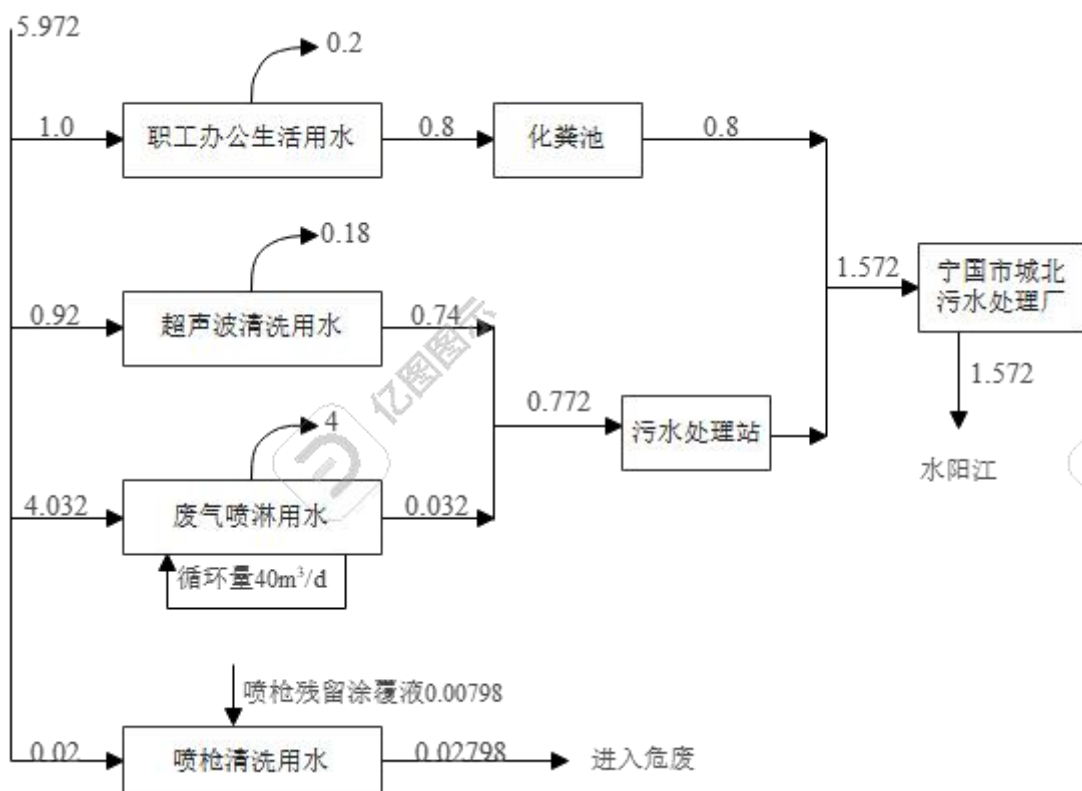 5.972
0.2
1.0
职工办公生活用水
0.8
化粪池
0.8
0.18
0.92
超声波清洗用水
0.74
1.572
宁国市城北
污水处理厂
1.572
0.772
污水处理站
水阳江
4
4.032
废气喷淋用水
0.032
循环量40m³/d
喷枪残留涂覆液0.00798
0.02
喷枪清洗用水
0.02798
进入危废
亿图图示